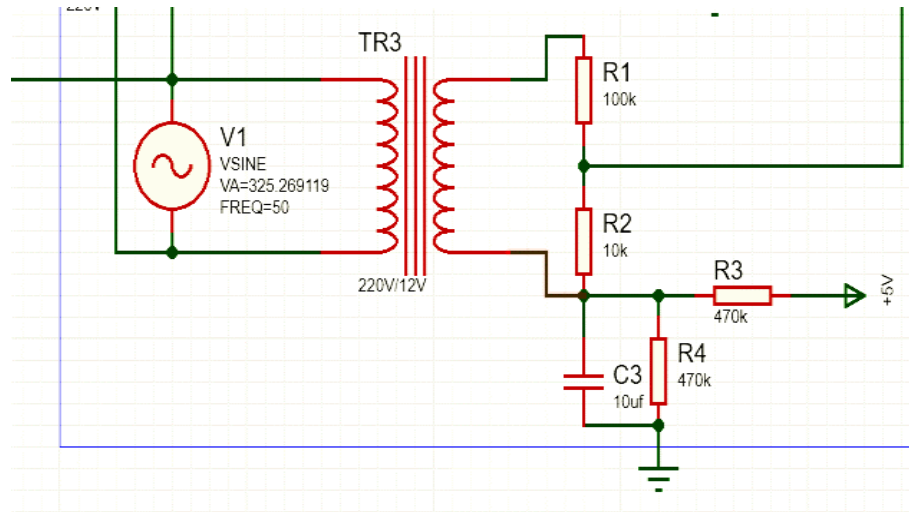 220V
TR3
R1
100k
V1
VSINE
VA=325.269119
FREQ=50
R2
10k
220V/12V
R3
470k
+5V
R4
470k
C3
10uf